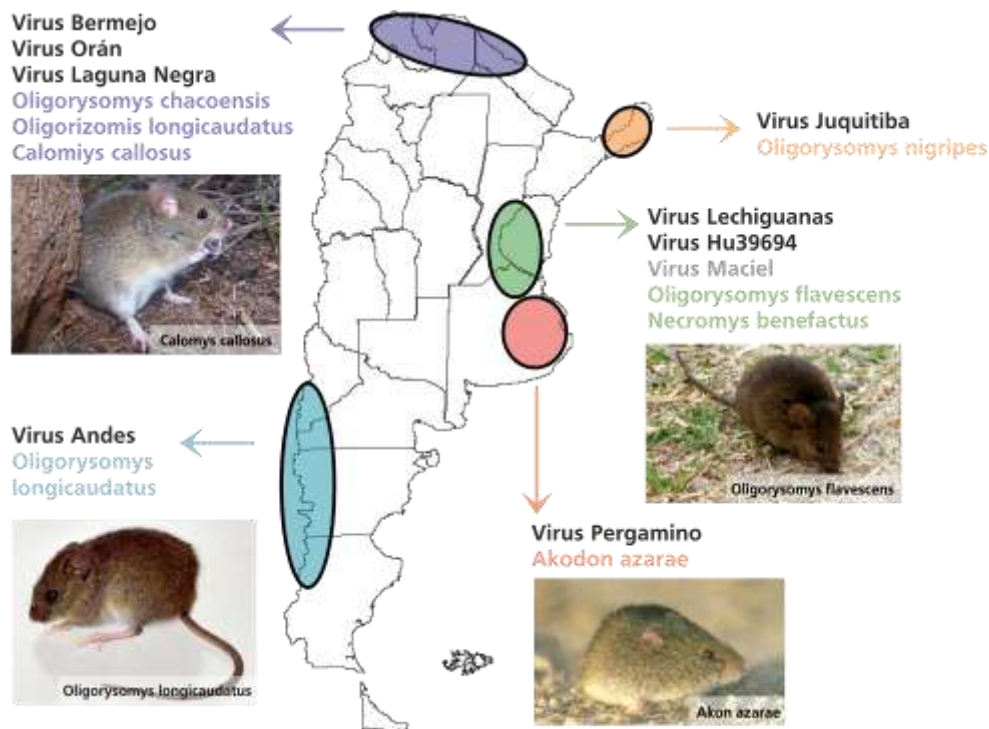 Virus Bermejo
Virus Orán
Virus Laguna Negra
Oligorysomys chacoensis
Oligorizomis longicaudatus
Calomiys callosus
Calomys callosus
Virus Juquitiba
Oligorysomys nigripes
Virus Lechiguanas
Virus Hu39694
Virus Maciel
Oligorysomys flavescens
Necromys benefactus
Oligorysomys flavescens
Virus Andes
Oligorysomys
longicaudatus
Oligorysomys longicaudatus
Virus Pergamino
Akodon azarae
Akon azarae